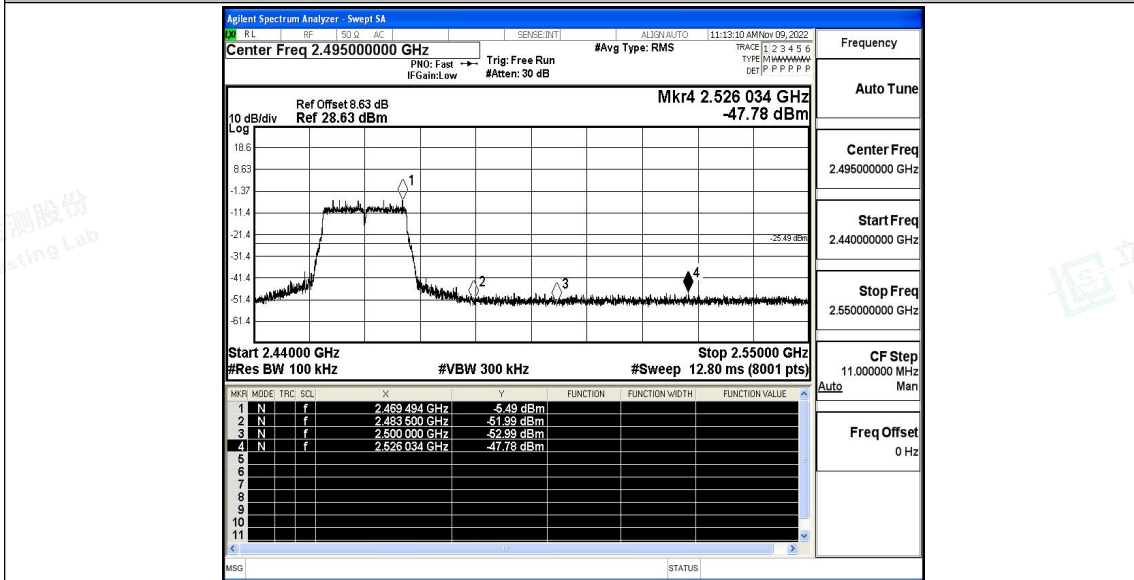 Agilent Spectrum Analyzer - Swept SA
LXI RL RF 50 Ω AC SENSE:INT ALIGN AUTO 11:13:10 AM Nov 09, 2022
Center Freq 2.495000000 GHz #Avg Type: RMS TRACE 1 2 3 4 5 6
PNO: Fast Trig: Free Run TYPE M WWWWW
IFGain:Low #Atten: 30 dB DET P P P P P P
Mkr4 2.526 034 GHz
Ref Offset 8.63 dB
10 dB/div Ref 28.63 dBm -47.78 dBm
Log
18.6
8.63
1
-1.37
-11.4
-21.4
-25.49 dBm
-31.4
-41.4
2 3 4
-51.4
-61.4
Start 2.44000 GHz Stop 2.55000 GHz
#Res BW 100 kHz #VBW 300 kHz #Sweep 12.80 ms (8001 pts)
MKR MODE TRC SCL X Y FUNCTION FUNCTION WIDTH FUNCTION VALUE
1 N f 2.469 494 GHz -5.49 dBm
2 N f 2.483 500 GHz -51.99 dBm
3 N f 2.500 000 GHz -52.99 dBm
4 N f 2.526 034 GHz -47.78 dBm
5
6
7
8
9
10
11
MSG STATUS
Frequency
Auto Tune
Center Freq
2.495000000 GHz
Start Freq
2.440000000 GHz
Stop Freq
2.550000000 GHz
CF Step
11.000000 MHz
Auto Man
Freq Offset
0 Hz
测股份
sting Lab